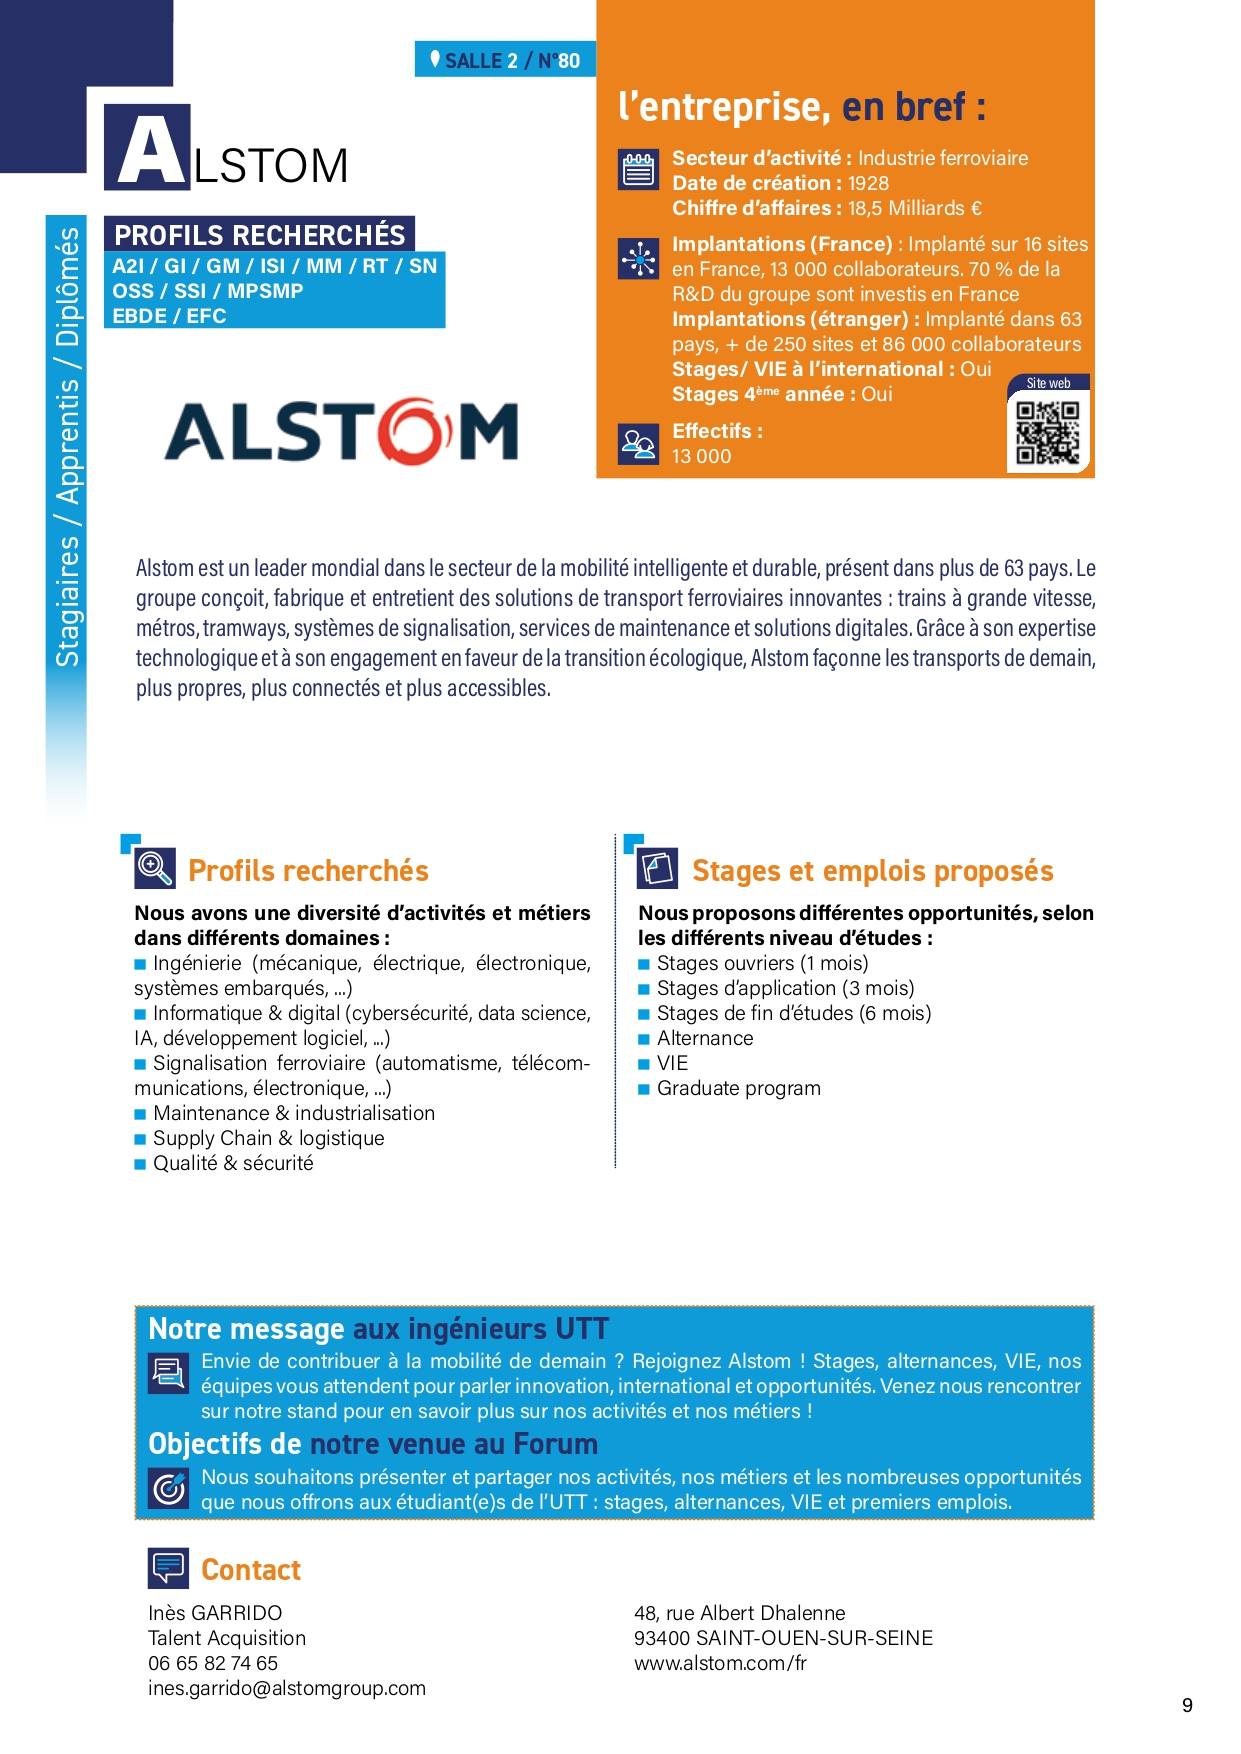 SALLE 2 / N°80
ALSTOM
PROFILS RECHERCHÉS
A2I / GI / GM / ISI / MM / RT / SN
OSS / SSI / MPSMP
EBDE / EFC
Stagiaires / Apprentis / Diplômés
ALSTOM
l’entreprise, en bref :
Secteur d’activité : Industrie ferroviaire
Date de création : 1928
Chiffre d’affaires : 18,5 Milliards €
Implantations (France) : Implanté sur 16 sites
en France, 13 000 collaborateurs. 70 % de la
R&D du groupe sont investis en France
Implantations (étranger) : Implanté dans 63
pays, + de 250 sites et 86 000 collaborateurs
Stages/ VIE à l’international : Oui
Stages 4ème année : Oui
Site web
Effectifs :
13 000
Alstom est un leader mondial dans le secteur de la mobilité intelligente et durable, présent dans plus de 63 pays. Le
groupe conçoit, fabrique et entretient des solutions de transport ferroviaires innovantes : trains à grande vitesse,
métros, tramways, systèmes de signalisation, services de maintenance et solutions digitales. Grâce à son expertise
technologique et à son engagement en faveur de la transition écologique, Alstom façonne les transports de demain,
plus propres, plus connectés et plus accessibles.
Profils recherchés
Nous avons une diversité d’activités et métiers
dans différents domaines :
Ingénierie (mécanique, électrique, électronique,
systèmes embarqués, ...)
Informatique & digital (cybersécurité, data science,
IA, développement logiciel, ...)
Signalisation ferroviaire (automatisme, télécom-
munications, électronique, ...)
Maintenance & industrialisation
Supply Chain & logistique
Qualité & sécurité
Stages et emplois proposés
Nous proposons différentes opportunités, selon
les différents niveau d’études :
Stages ouvriers (1 mois)
Stages d’application (3 mois)
Stages de fin d’études (6 mois)
Alternance
VIE
Graduate program
Notre message aux ingénieurs UTT
Envie de contribuer à la mobilité de demain ? Rejoignez Alstom ! Stages, alternances, VIE, nos
équipes vous attendent pour parler innovation, international et opportunités. Venez nous rencontrer
sur notre stand pour en savoir plus sur nos activités et nos métiers !
Objectifs de notre venue au Forum
Nous souhaitons présenter et partager nos activités, nos métiers et les nombreuses opportunités
que nous offrons aux étudiant(e)s de l’UTT : stages, alternances, VIE et premiers emplois.
Contact
Inès GARRIDO
Talent Acquisition
06 65 82 74 65
ines.garrido@alstomgroup.com
48, rue Albert Dhalenne
93400 SAINT-OUEN-SUR-SEINE
www.alstom.com/fr
9